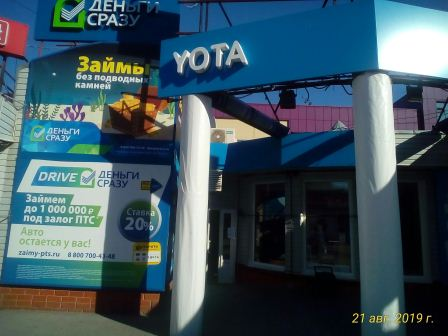 ДЕНЬГИ
СРАЗУ
YOTA
Займы
без подводных
камней
ДЕНЬГИ
СРАЗУ
DRIVE ДЕНЬГИ
СРАЗУ
Займем
до 1 000 000 ₽
под залог ПТС
Ставка
20%
Авто
остается у вас!
zaimy-pts.ru 8 800 700-43-48
21 авг. 2019 г.